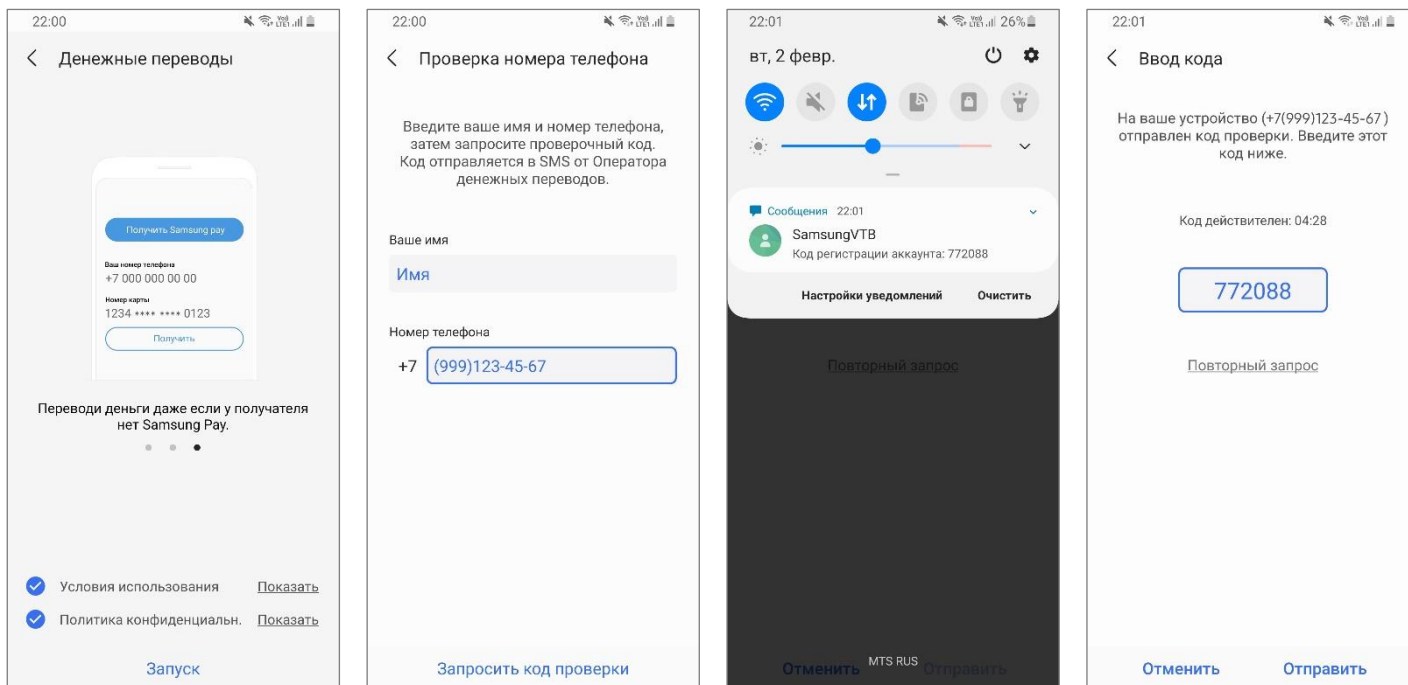 22:00
Денежные переводы
Получить Samsung pay
Ваш номер телефона
+7 000 000 00 00
Номер карты
1234 **** **** 0123
Получить
Переводи деньги даже если у получателя
нет Samsung Pay.
Условия использования Показать
Политика конфиденциальн. Показать
Запуск
22:00
Проверка номера телефона
Введите ваше имя и номер телефона,
затем запросите проверочный код.
Код отправляется в SMS от Оператора
денежных переводов.
Ваше имя
Имя
Номер телефона
+7 (999)123-45-67
Запросить код проверки
22:01 26%
вт, 2 февр.
Сообщения 22:01
SamsungVTB
Код регистрации аккаунта: 772088
Настройки уведомлений Очистить
Повторный запрос
Отменить MTS RUS Отправить
22:01
Ввод кода
На ваше устройство (+7(999)123-45-67)
отправлен код проверки. Введите этот
код ниже.
Код действителен: 04:28
772088
Повторный запрос
Отменить Отправить